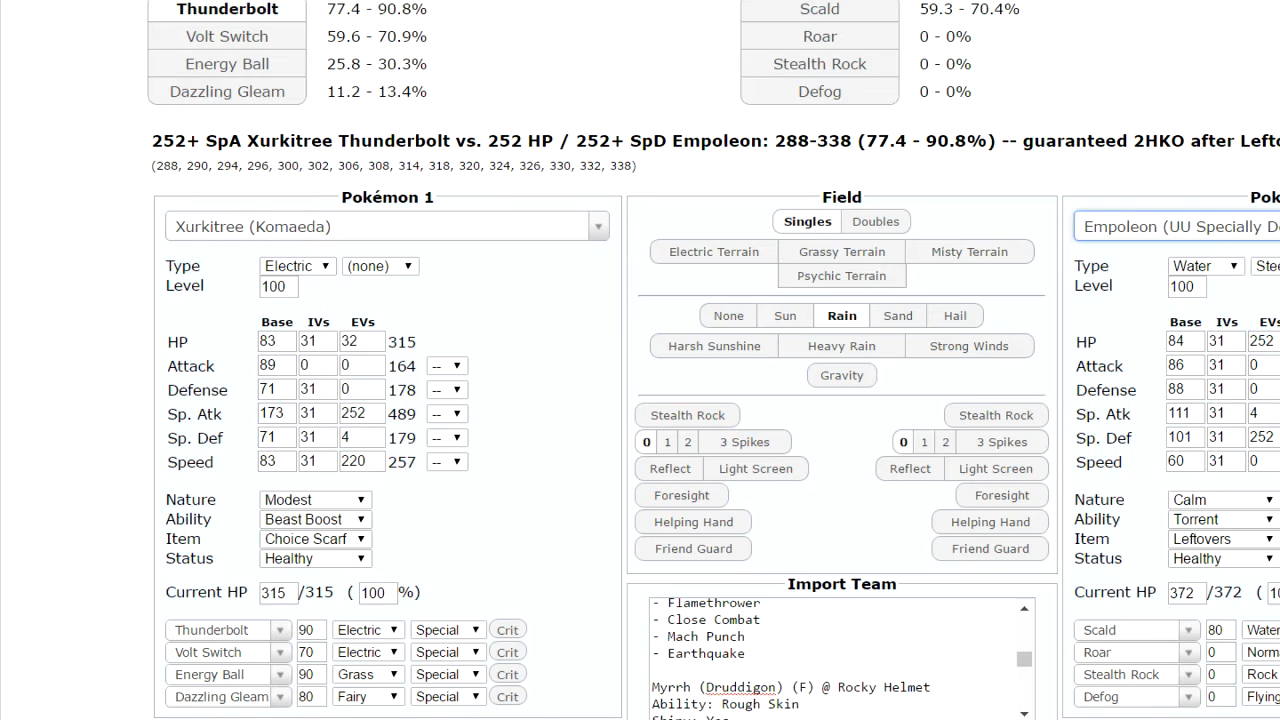 Thunderbolt 77.4 - 90.8% Scald 59.3 - 70.4%
Volt Switch 59.6 - 70.9% Roar 0 - 0%
Energy Ball 25.8 - 30.3% Stealth Rock 0 - 0%
Dazzling Gleam 11.2 - 13.4% Defog 0 - 0%
252+ SpA Xurkitree Thunderbolt vs. 252 HP / 252+ SpD Empoleon: 288-338 (77.4 - 90.8%) -- guaranteed 2HKO after Lefto
(288, 290, 294, 296, 300, 302, 306, 308, 314, 318, 320, 324, 326, 330, 332, 338)
Pokémon 1
Xurkitree (Komaeda)
Type Electric (none)
Level 100
Base IVs EVs
HP 83 31 32 315
Attack 89 0 0 164 --
Defense 71 31 0 178 --
Sp. Atk 173 31 252 489 --
Sp. Def 71 31 4 179 --
Speed 83 31 220 257 --
Nature Modest
Ability Beast Boost
Item Choice Scarf
Status Healthy
Current HP 315 /315 ( 100 %)
Thunderbolt 90 Electric Special Crit
Volt Switch 70 Electric Special Crit
Energy Ball 90 Grass Special Crit
Dazzling Gleam 80 Fairy Special Crit
Field
Singles Doubles
Electric Terrain Grassy Terrain Misty Terrain
Psychic Terrain
None Sun Rain Sand Hail
Harsh Sunshine Heavy Rain Strong Winds
Gravity
Stealth Rock Stealth Rock
0 1 2 3 Spikes 0 1 2 3 Spikes
Reflect Light Screen Reflect Light Screen
Foresight Foresight
Helping Hand Helping Hand
Friend Guard Friend Guard
Import Team
- Flamethrower
- Close Combat
- Mach Punch
- Earthquake
Myrrh (Druddigon) (F) @ Rocky Helmet
Ability: Rough Skin
Shiny: Yes
Pok
Empoleon (UU Specially De
Type Water Stee
Level 100
Base IVs EVs
HP 84 31 252
Attack 86 31 0
Defense 88 31 0
Sp. Atk 111 31 4
Sp. Def 101 31 252
Speed 60 31 0
Nature Calm
Ability Torrent
Item Leftovers
Status Healthy
Current HP 372 /372 ( 10
Scald 80 Water
Roar 0 Norm
Stealth Rock 0 Rock
Defog 0 Flying